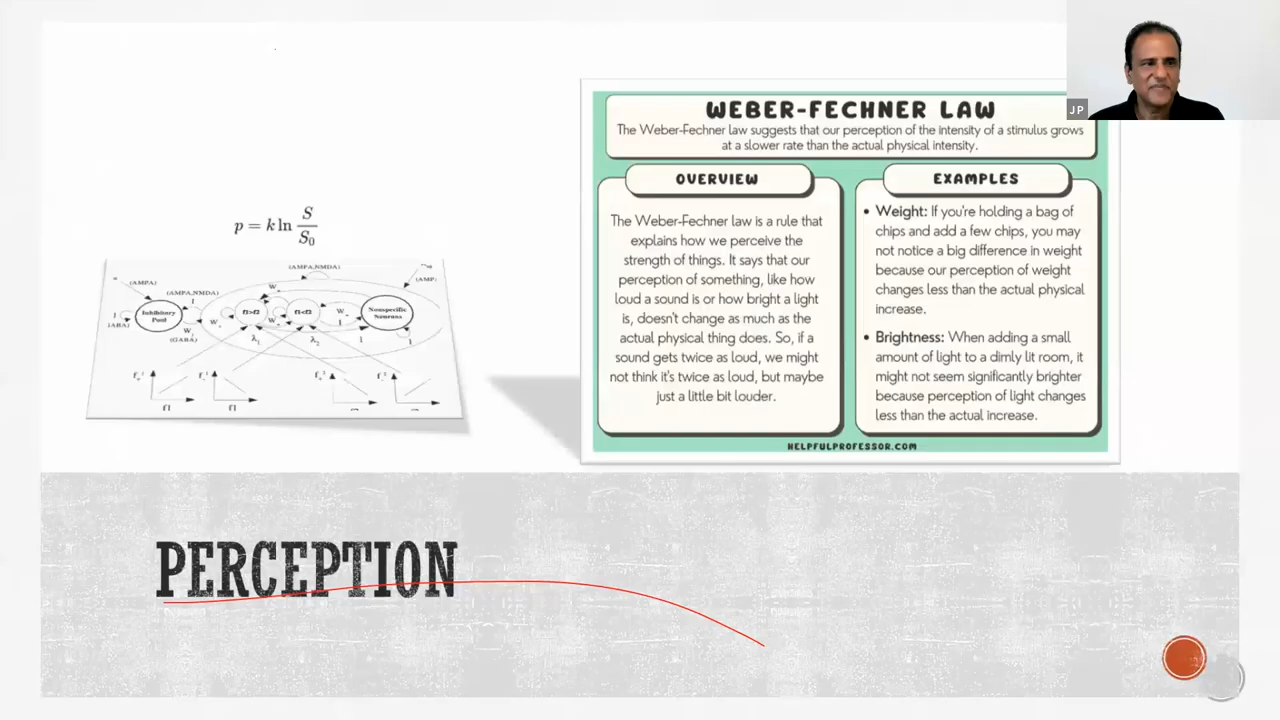 JP
WEBER-FECHNER LAW
The Weber-Fechner law suggests that our perception of the intensity of a stimulus grows
at a slower rate than the actual physical intensity.
OVERVIEW
The Weber-Fechner law is a rule that
explains how we perceive the
strength of things. It says that our
perception of something, like how
loud a sound is or how bright a light
is, doesn't change as much as the
actual physical thing does. So, if a
sound gets twice as loud, we might
not think it's twice as loud, but maybe
just a little bit louder.
EXAMPLES
• Weight: If you're holding a bag of
chips and add a few chips, you may
not notice a big difference in weight
because our perception of weight
changes less than the actual physical
increase.
• Brightness: When adding a small
amount of light to a dimly lit room, it
might not seem significantly brighter
because perception of light changes
less than the actual increase.
HELPFULPROFESSOR.COM
p = k ln S/S₀
(AMPA,NMDA)
(AMPA)
(AMPA,NMDA)
Inhibitory
Pool
f1>f2
f1<f2
Nonspecific
Neurons
(GABA)
λ₁
λ₂
1
1
f1
f1
PERCEPTION